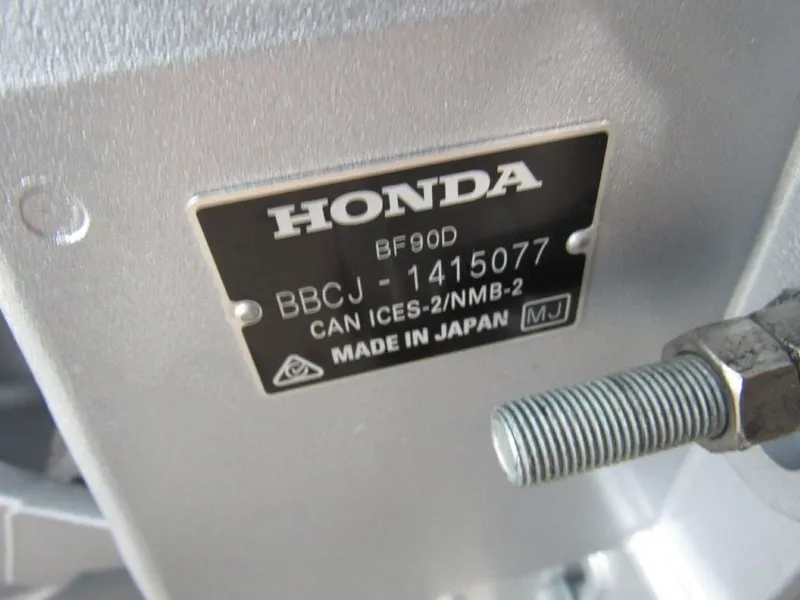 HONDA
BF90D
BBCJ - 1415077
CAN ICES-2/NMB-2
MADE IN JAPAN MJ